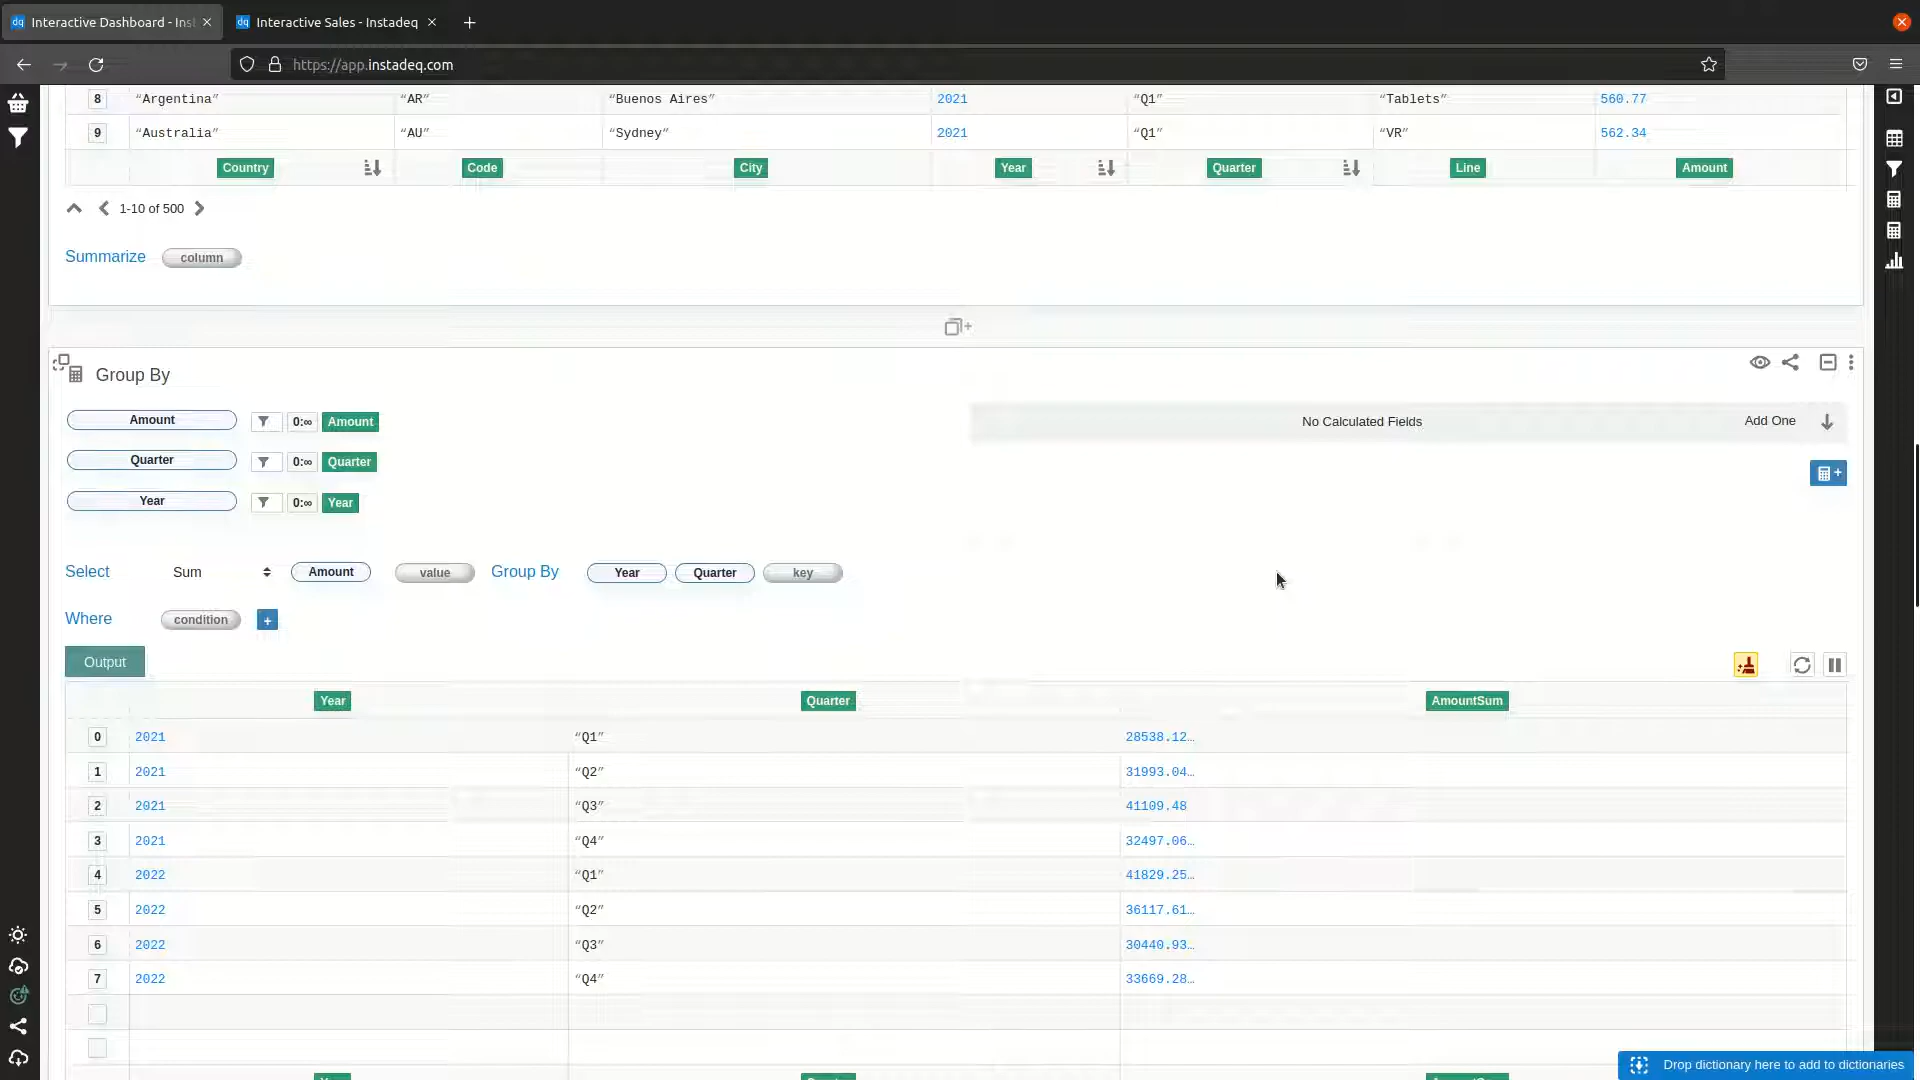 Interactive Dashboard - Inst
Interactive Sales - Instadeq
https://app.instadeq.com
8 “Argentina” “AR” “Buenos Aires” 2021 “Q1” “Tablets” 560.77
9 “Australia” “AU” “Sydney” 2021 “Q1” “VR” 562.34
Country Code City Year Quarter Line Amount
1-10 of 500
Summarize column
Group By
Amount 0:∞ Amount No Calculated Fields Add One
Quarter 0:∞ Quarter
Year 0:∞ Year
Select Sum Amount value Group By Year Quarter key
Where condition +
Output
Year Quarter AmountSum
0 2021 “Q1” 28538.12…
1 2021 “Q2” 31993.04…
2 2021 “Q3” 41109.48
3 2021 “Q4” 32497.06…
4 2022 “Q1” 41829.25…
5 2022 “Q2” 36117.61…
6 2022 “Q3” 30440.93…
7 2022 “Q4” 33669.28…
Drop dictionary here to add to dictionaries